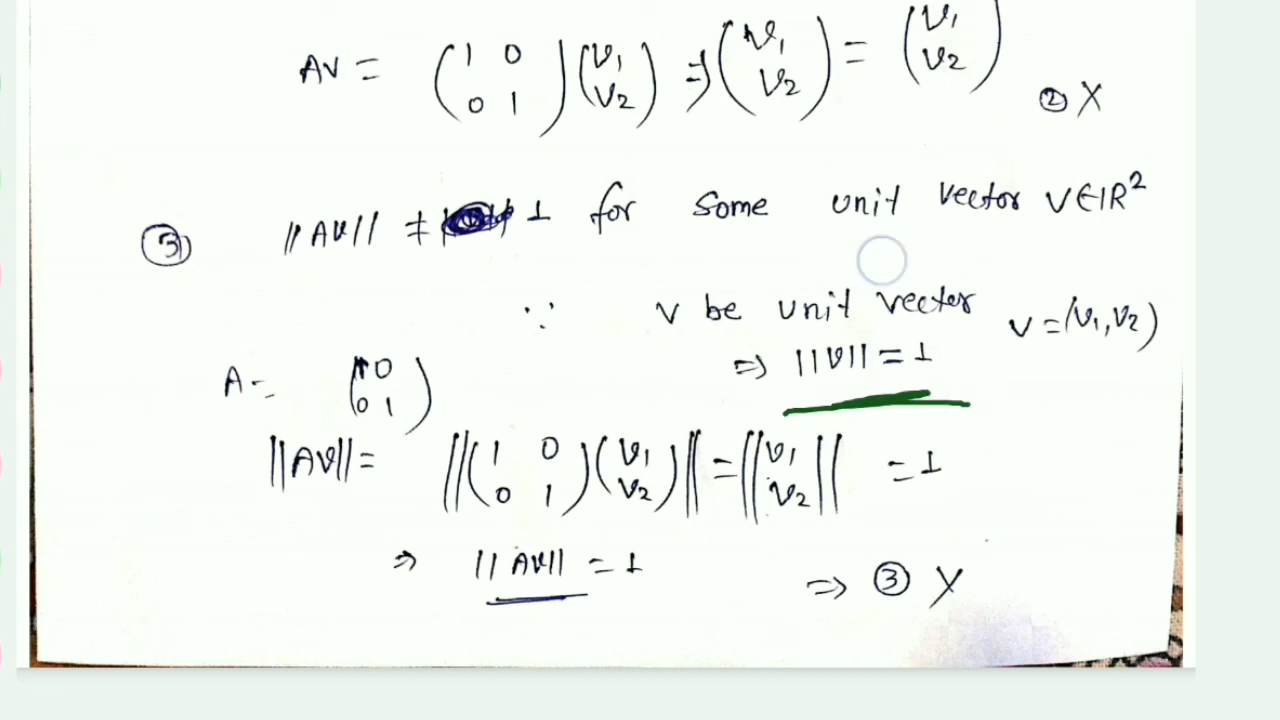 AV = (1 0 0 1)(V1 V2) ⇒ (V1 V2) = (V1 V2)
② X
③ ||AV|| ≠ 1 for some unit vector V∈IR²
∵ v be unit vector v=(v1,v2)
⇒ ||V|| = 1
A = (1 0 0 1)
||AV|| = ||(1 0 0 1)(V1 V2)|| = ||V1 V2|| = 1
⇒ ||AV|| = 1 ⇒ ③ X